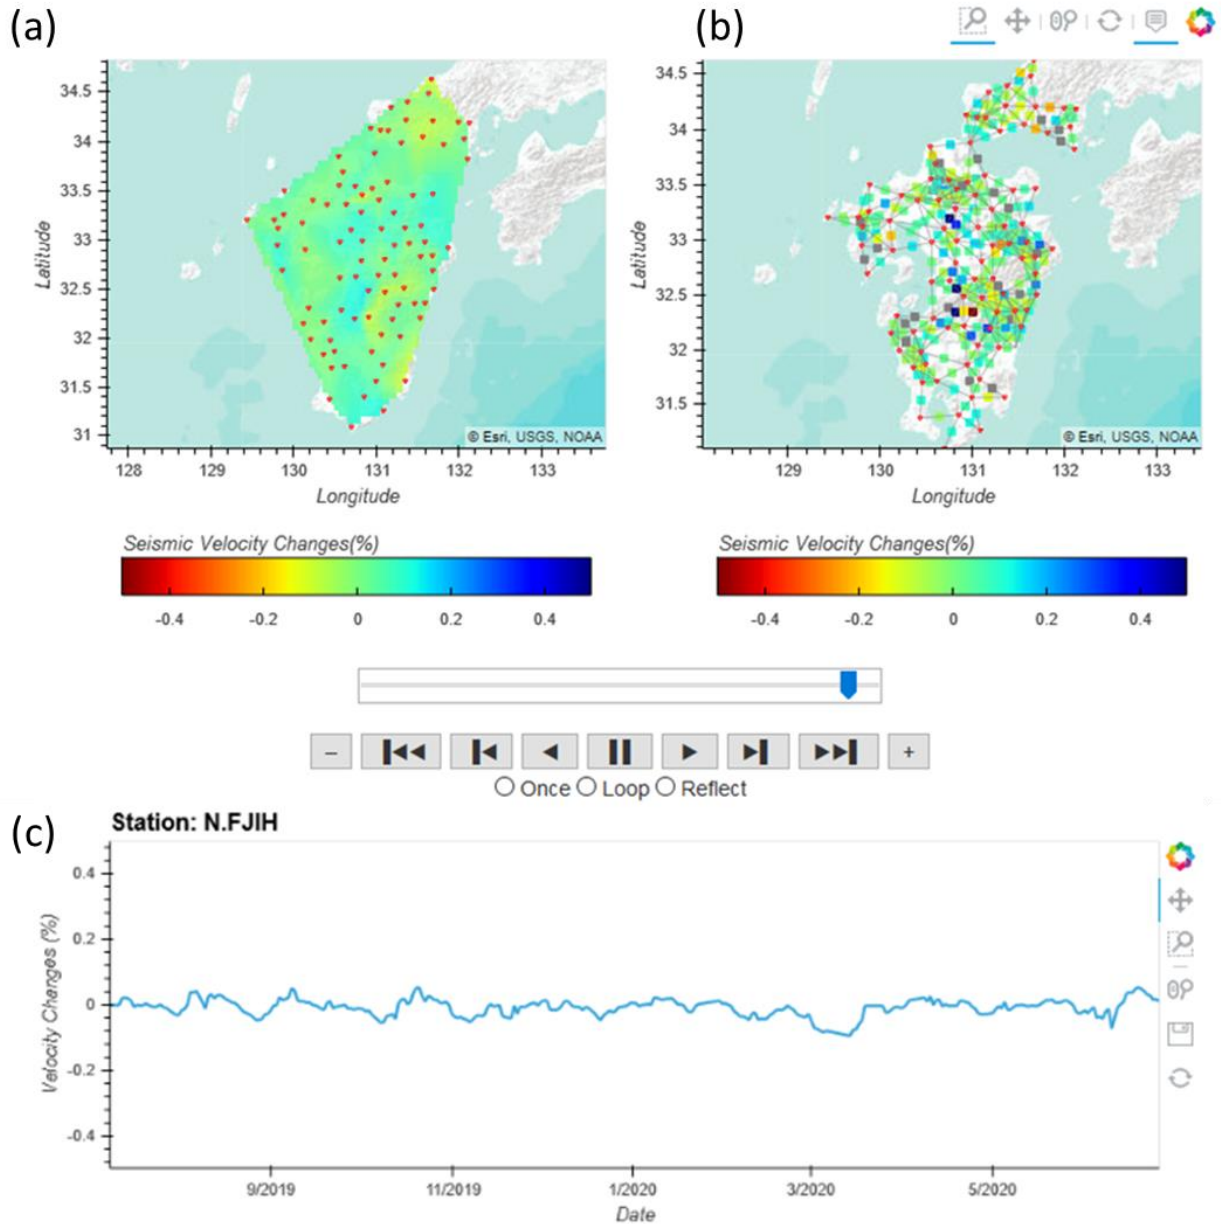 (a)
(b)
34.5
34
33.5
33
32.5
32
31.5
31
Latitude
128
129
130
131
132
133
Longitude
© Esri, USGS, NOAA
34.5
34
33.5
33
32.5
32
31.5
Latitude
129
130
131
132
133
Longitude
© Esri, USGS, NOAA
Seismic Velocity Changes(%)
-0.4
-0.2
0
0.2
0.4
Seismic Velocity Changes(%)
-0.4
-0.2
0
0.2
0.4
–
+
Once
Loop
Reflect
(c)
Station: N.FJIH
0.4
0.2
0
-0.2
-0.4
Velocity Changes (%)
9/2019
11/2019
1/2020
3/2020
5/2020
Date